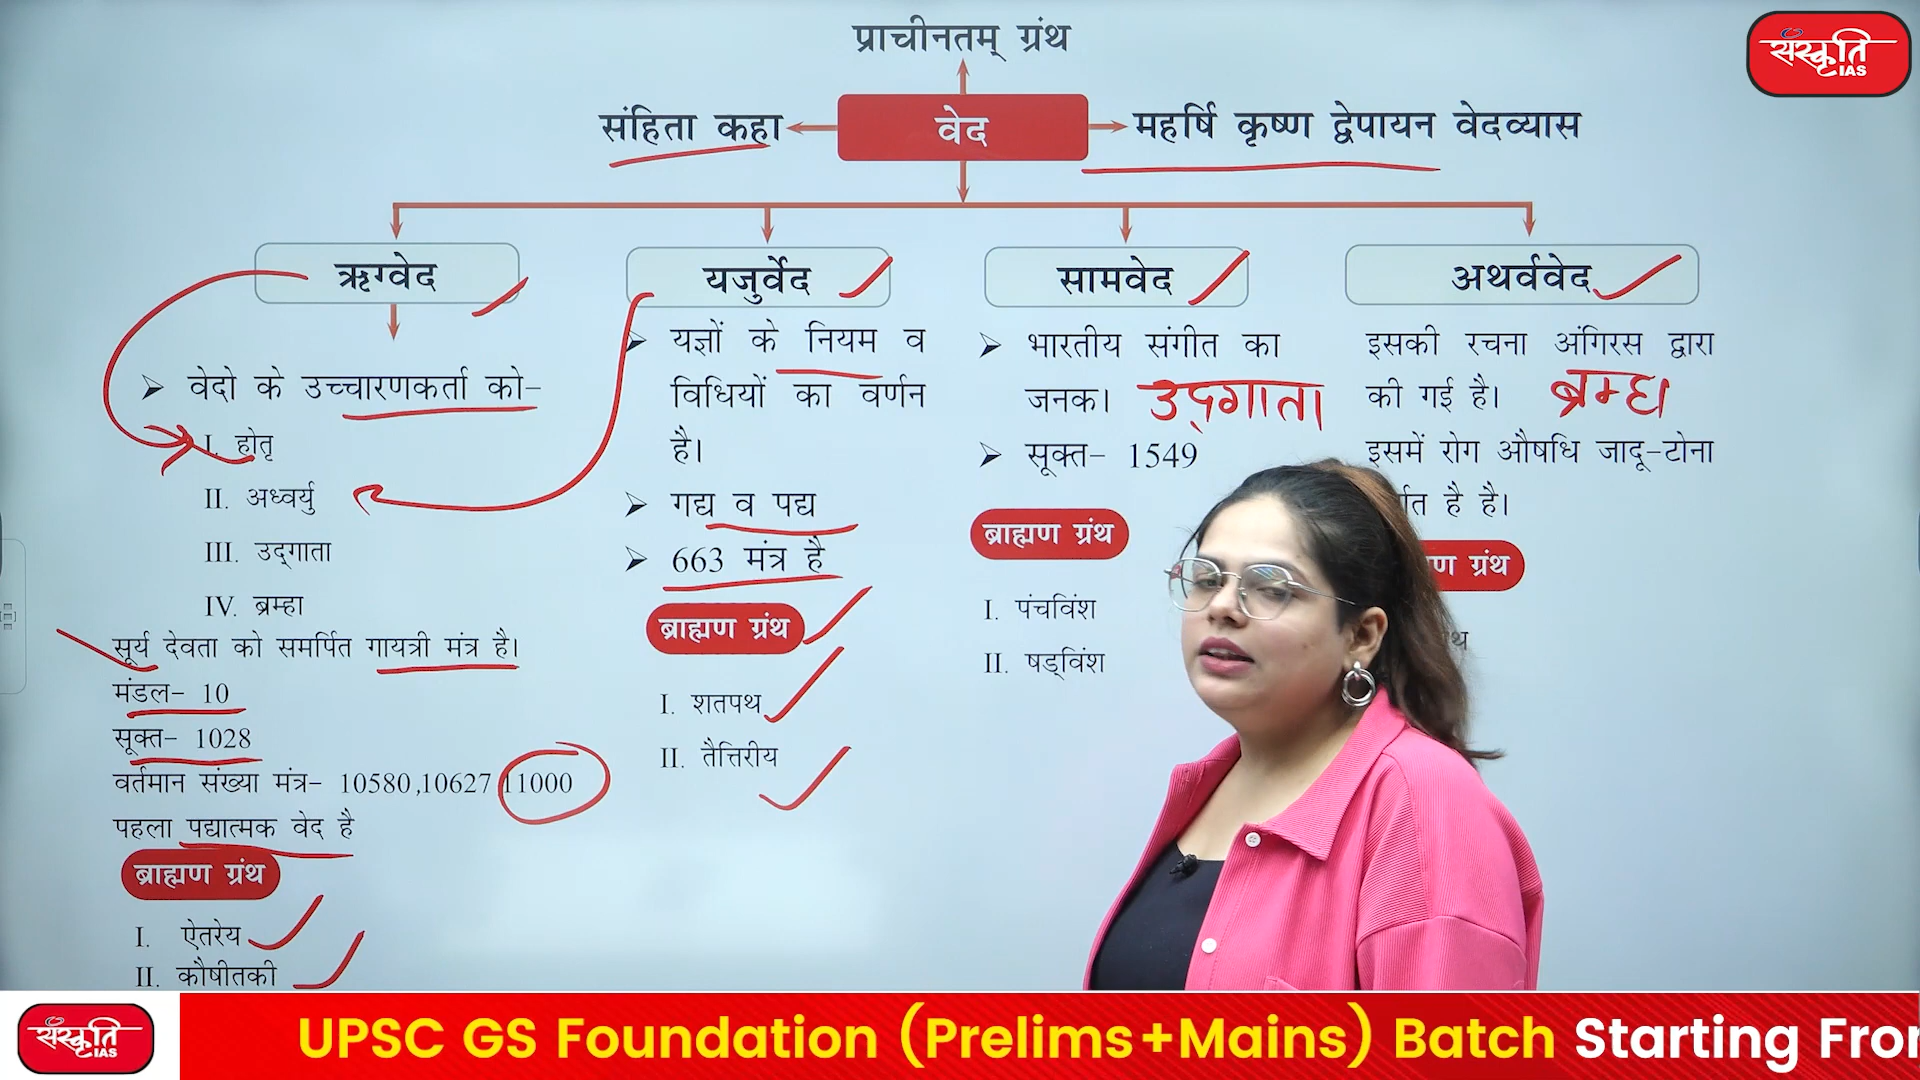 प्राचीनतम् ग्रंथ
संस्कृति
IAS
संहिता कहा
वेद
महर्षि कृष्ण द्वेपायन वेदव्यास
ऋग्वेद
वेदो के उच्चारणकर्ता को-
I. होतृ
II. अध्वर्यु
III. उद्गाता
IV. ब्रम्हा
सूर्य देवता को समर्पित गायत्री मंत्र है।
मंडल- 10
सूक्त- 1028
वर्तमान संख्या मंत्र- 10580,10627 11000
पहला पद्यात्मक वेद है
ब्राह्मण ग्रंथ
I. ऐतरेय
II. कौषीतकी
यजुर्वेद
यज्ञों के नियम व
विधियों का वर्णन
है।
गद्य व पद्य
663 मंत्र है
ब्राह्मण ग्रंथ
I. शतपथ
II. तैत्तिरीय
सामवेद
भारतीय संगीत का
जनक। उद्गाता
सूक्त- 1549
ब्राह्मण ग्रंथ
I. पंचविंश
II. षड्विंश
अथर्ववेद
इसकी रचना अंगिरस द्वारा
की गई है। ब्रम्हा
इसमें रोग औषधि जादू-टोना
है है।
ग्रंथ
संस्कृति
IAS
UPSC GS Foundation (Prelims+Mains) Batch Starting From